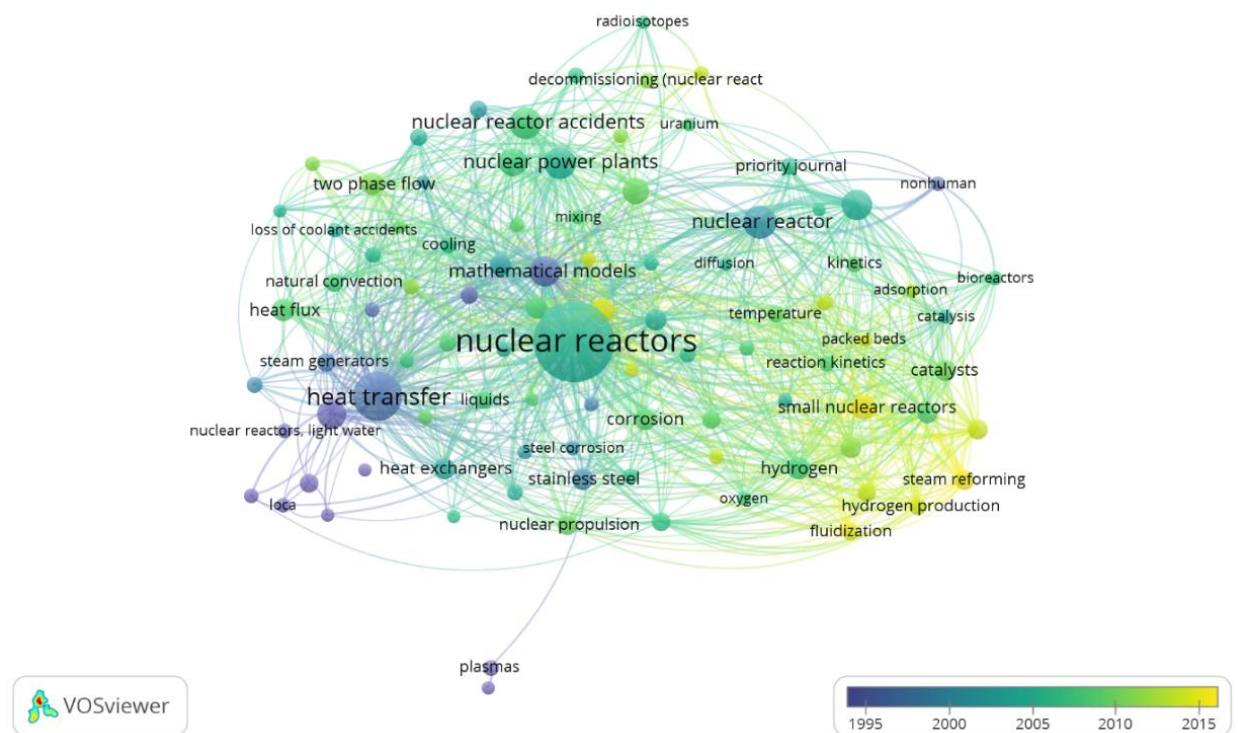 radioisotopes
decommissioning (nuclear react
nuclear reactor accidents
uranium
nuclear power plants
priority journal
two phase flow
nonhuman
mixing
nuclear reactor
loss of coolant accidents
cooling
diffusion
kinetics
mathematical models
natural convection
bioreactors
adsorption
heat flux
temperature
catalysis
nuclear reactors
packed beds
steam generators
reaction kinetics
catalysts
heat transfer
liquids
small nuclear reactors
corrosion
nuclear reactors, light water
steel corrosion
heat exchangers
hydrogen
stainless steel
steam reforming
oxygen
loca
hydrogen production
nuclear propulsion
fluidization
plasmas
VOSviewer
1995 2000 2005 2010 2015